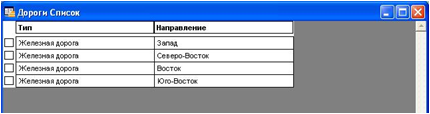 Дороги Список
Тип Направление
Железная дорога Запад
Железная дорога Северо-Восток
Железная дорога Восток
Железная дорога Юго-Восток